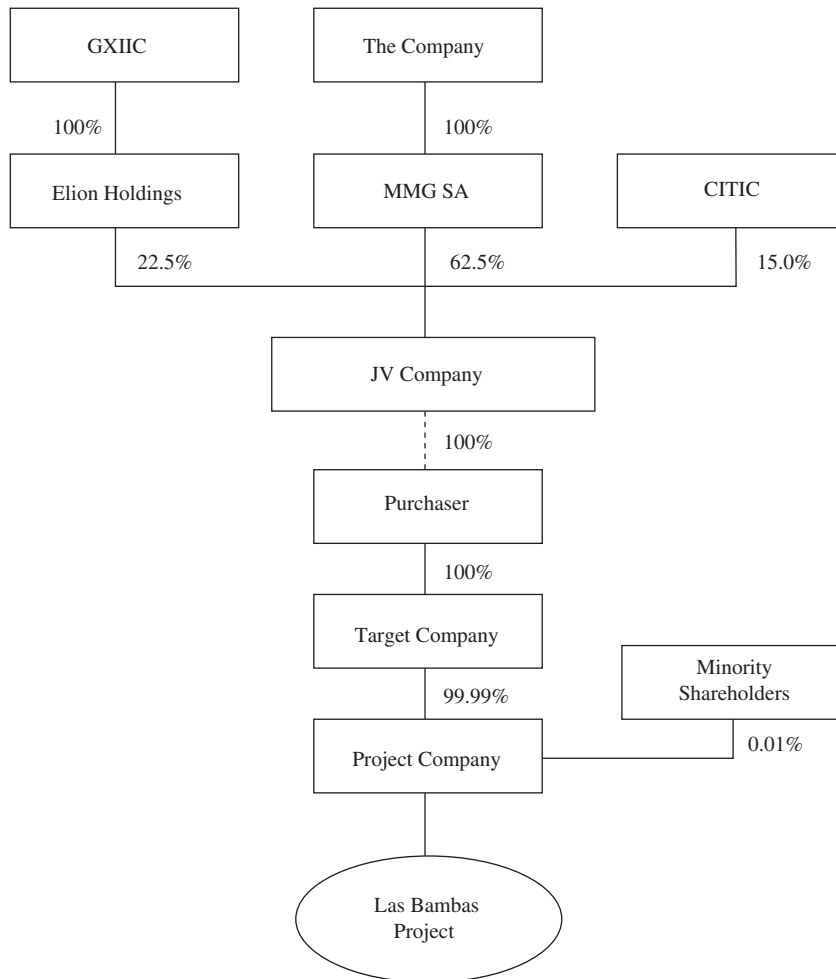 GXIIC
The Company
100%
100%
Elion Holdings
MMG SA
CITIC
22.5%
62.5%
15.0%
JV Company
100%
Purchaser
100%
Target Company
Minority
Shareholders
99.99%
0.01%
Project Company
Las Bambas
Project